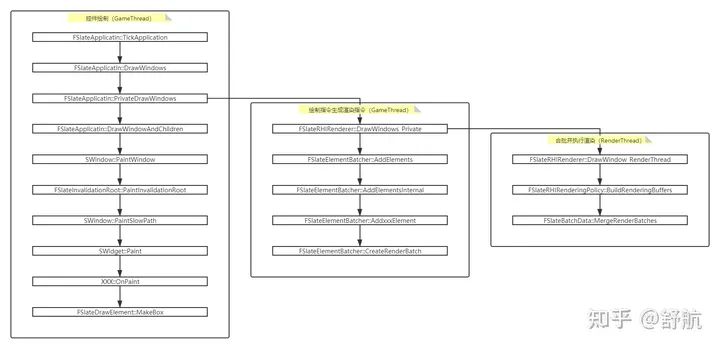 控件绘制（GameThread）
FSlateApplicatin::TickApplication
FSlateApplicatin::DrawWindows
FSlateApplicatin::PrivateDrawWindows
FSlateApplicatin::DrawWindowAndChildren
SWindow::PaintWindow
FSlateInvalidationRoot::PaintInvalidationRoot
SWindow::PaintSlowPath
SWidget::Paint
XXX::OnPaint
FSlateDrawElement::MakeBox
绘制指令生成渲染指令（GameThread）
FSlateRHIRenderer::DrawWindows_Private
FSlateElementBatcher::AddElements
FSlateElementBatcher::AddElementsInternal
FSlateElementBatcher::AddxxxElement
FSlateElementBatcher::CreateRenderBatch
合批并执行渲染（RenderThread）
FSlateRHIRenderer::DrawWindow_RenderThread
FSlateRHIRenderingPolicy::BuildRenderingBuffers
FSlateBatchData::MergeRenderBatches
知乎 @舒航